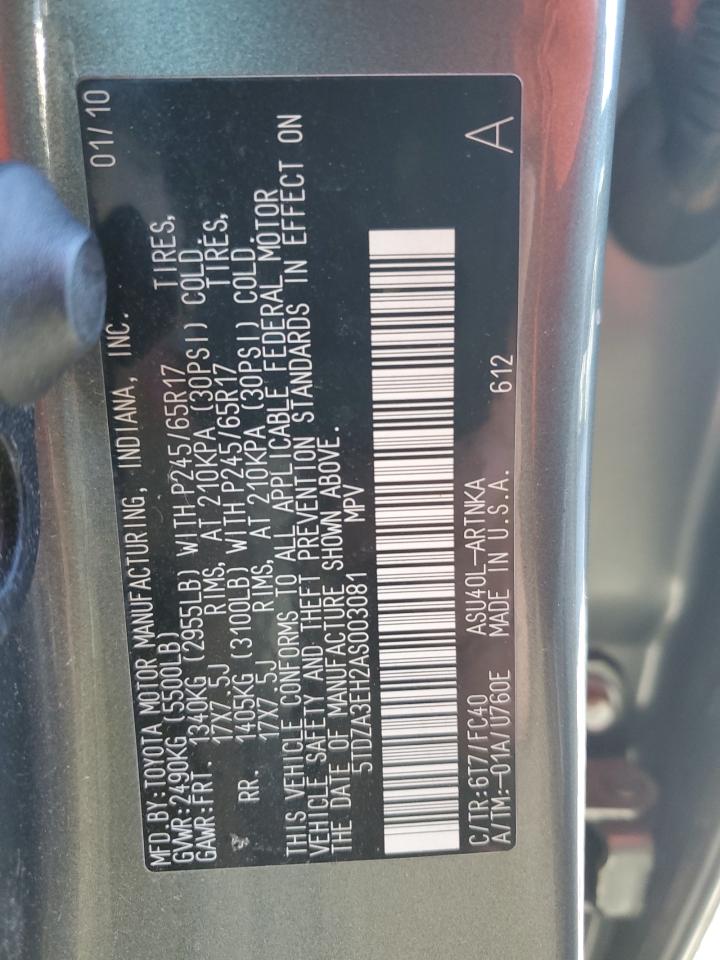 MFD BY: TOYOTA MOTOR MANUFACTURING, INDIANA, INC. 01/10
GVWR: 2490KG (5500LB)
GAWR: FRT. 1340KG (2955LB) WITH P245/65R17 TIRES,
17X7.5J RIMS, AT 210KPA (30PSI) COLD.
RR. 1405KG (3100LB) WITH P245/65R17 TIRES,
17X7.5J RIMS, AT 210KPA (30PSI) COLD.
THIS VEHICLE CONFORMS TO ALL APPLICABLE FEDERAL MOTOR
VEHICLE SAFETY AND THEFT PREVENTION STANDARDS IN EFFECT ON
THE DATE OF MANUFACTURE SHOWN ABOVE.
5TDZA3EH2AS003081 MPV
C/TR: 6T7/FC40 ASU40L-ARTNKA A
A/TM: -01A/U760E MADE IN U.S.A. 612